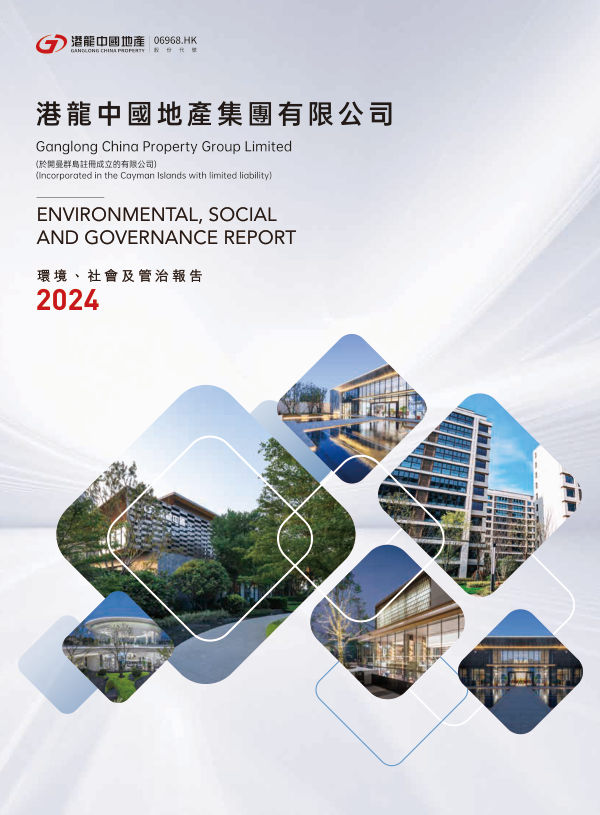 港龍中國地產
GANGLONG CHINA PROPERTY
06968.HK
股份代號
港龍中國地產集團有限公司
Ganglong China Property Group Limited
(於開曼群島註冊成立的有限公司)
(Incorporated in the Cayman Islands with limited liability)
ENVIRONMENTAL, SOCIAL
AND GOVERNANCE REPORT
環境、社會及管治報告
2024